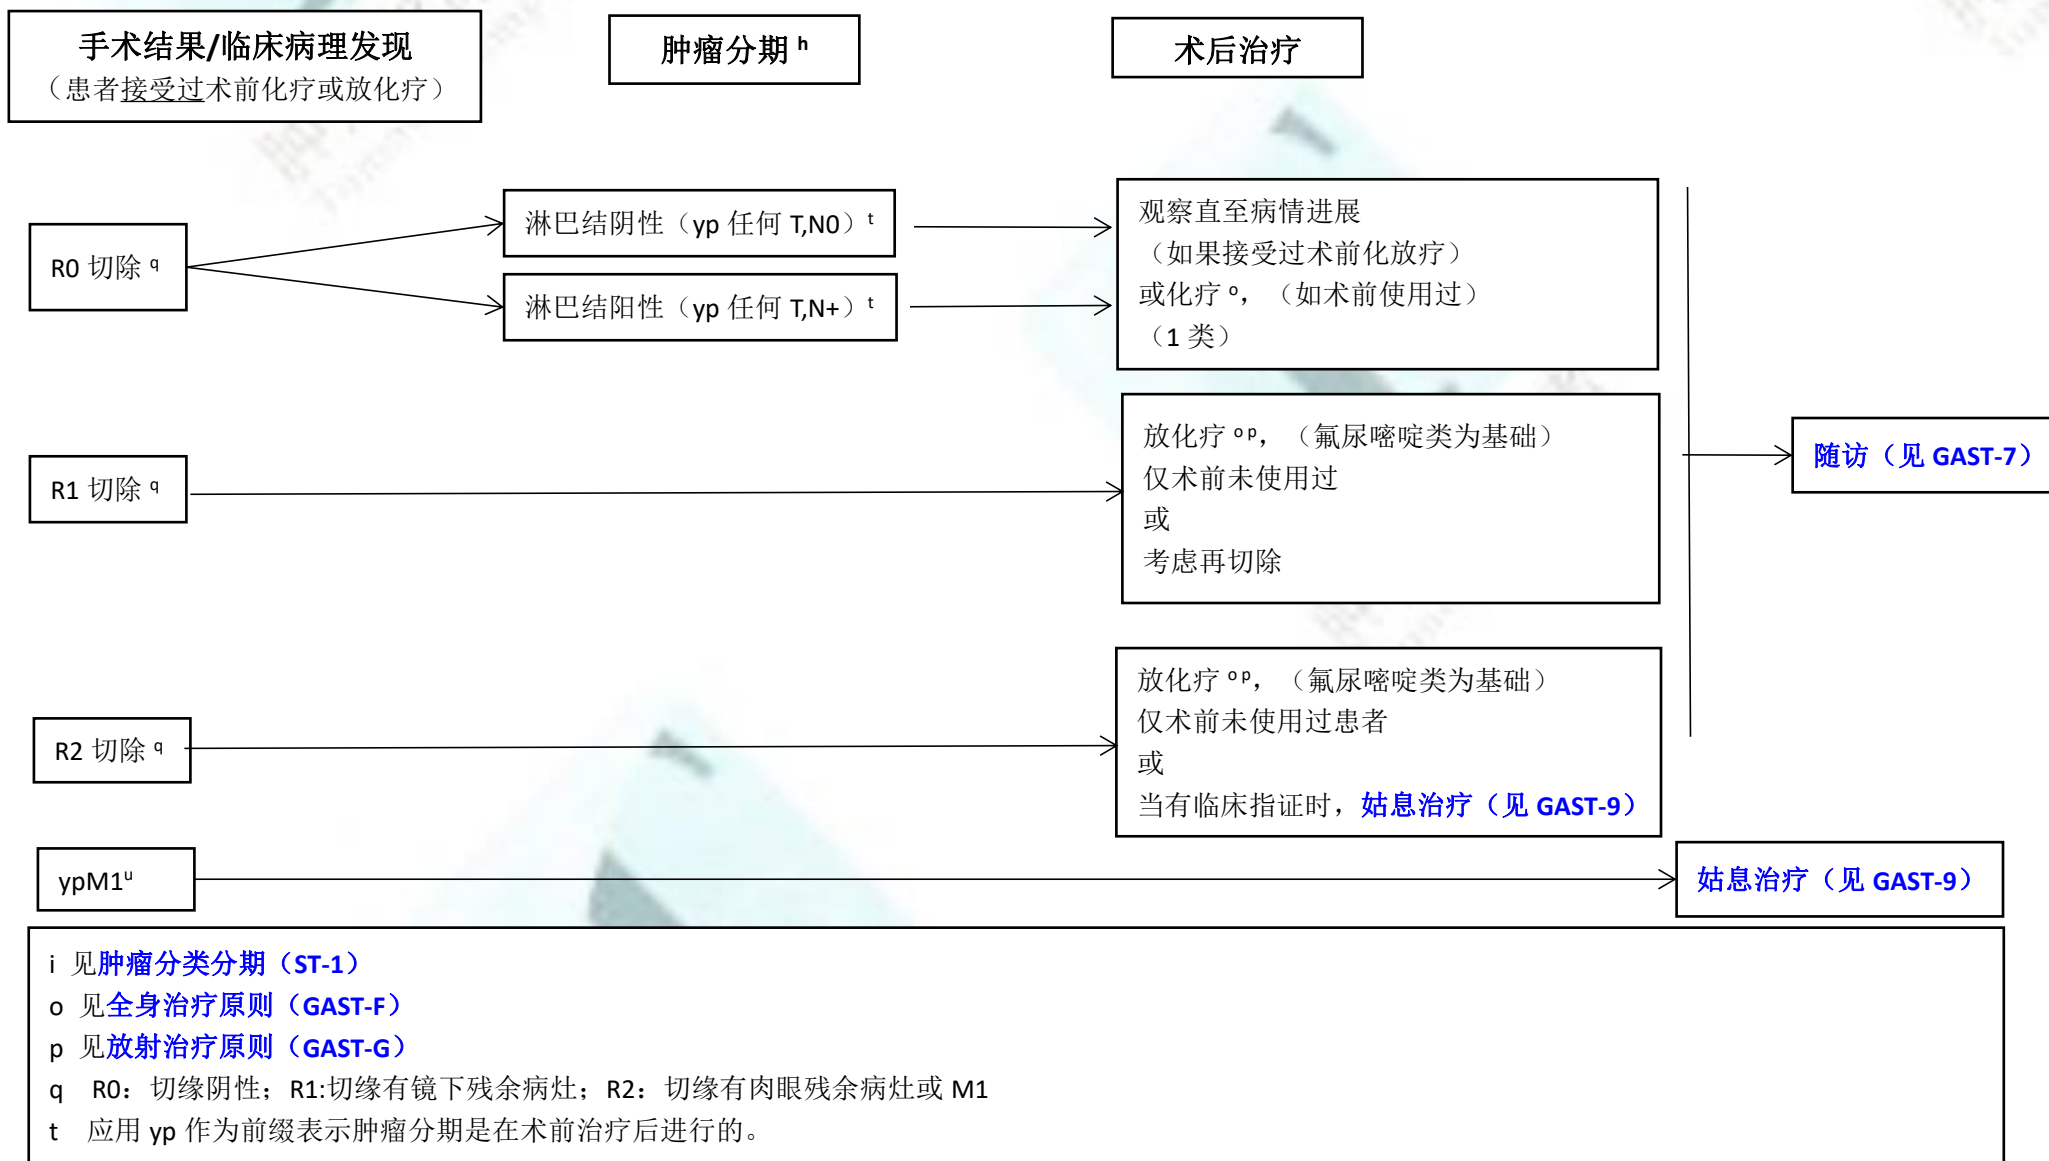 手术结果/临床病理发现
（患者接受过术前化疗或放化疗）
肿瘤分期 h
术后治疗
R0 切除 q
淋巴结阴性（yp 任何 T,N0）t
淋巴结阳性（yp 任何 T,N+）t
观察直至病情进展
（如果接受过术前化放疗）
或化疗 o，（如术前使用过）
（1 类）
R1 切除 q
放化疗 o p，（氟尿嘧啶类为基础）
仅术前未使用过
或
考虑再切除
随访（见 GAST-7）
R2 切除 q
放化疗 o p，（氟尿嘧啶类为基础）
仅术前未使用过患者
或
当有临床指证时，姑息治疗（见 GAST-9）
ypM1u
姑息治疗（见 GAST-9）
i 见肿瘤分类分期（ST-1）
o 见全身治疗原则（GAST-F）
p 见放射治疗原则（GAST-G）
q R0：切缘阴性；R1:切缘有镜下残余病灶；R2：切缘有肉眼残余病灶或 M1
t 应用 yp 作为前缀表示肿瘤分期是在术前治疗后进行的。